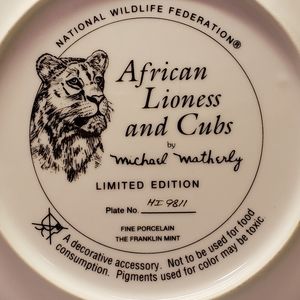 NATIONAL WILDLIFE FEDERATION®
African
Lioness
and Cubs
by
Michael Matherly
LIMITED EDITION
Plate No. HI 9811
FINE PORCELAIN
THE FRANKLIN MINT
A decorative accessory. Not to be used for food
consumption. Pigments used for color may be toxic